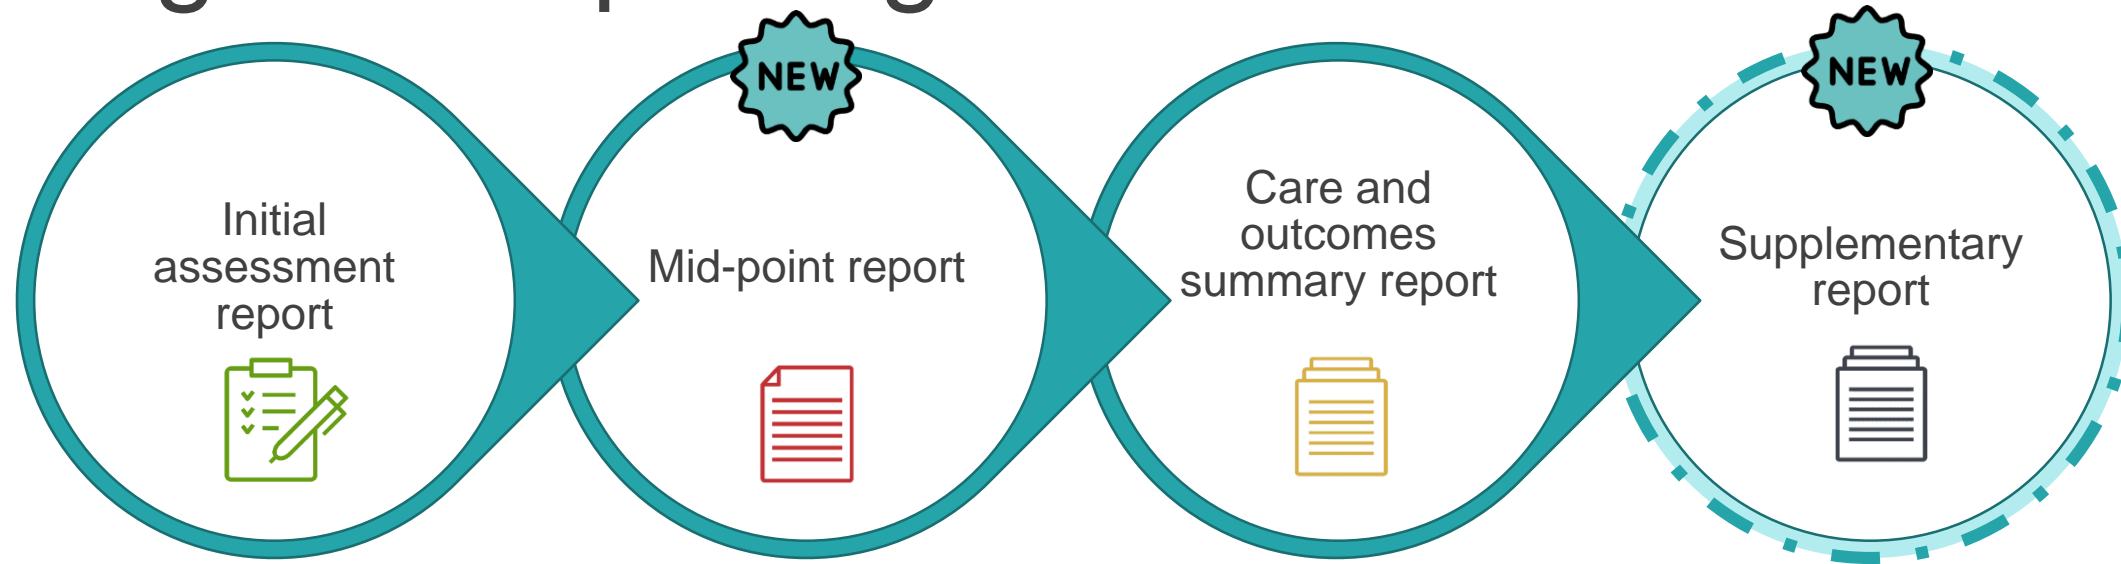 NEW
NEW
Initial
assessment
report
Mid-point report
Care and
outcomes
summary report
Supplementary
report